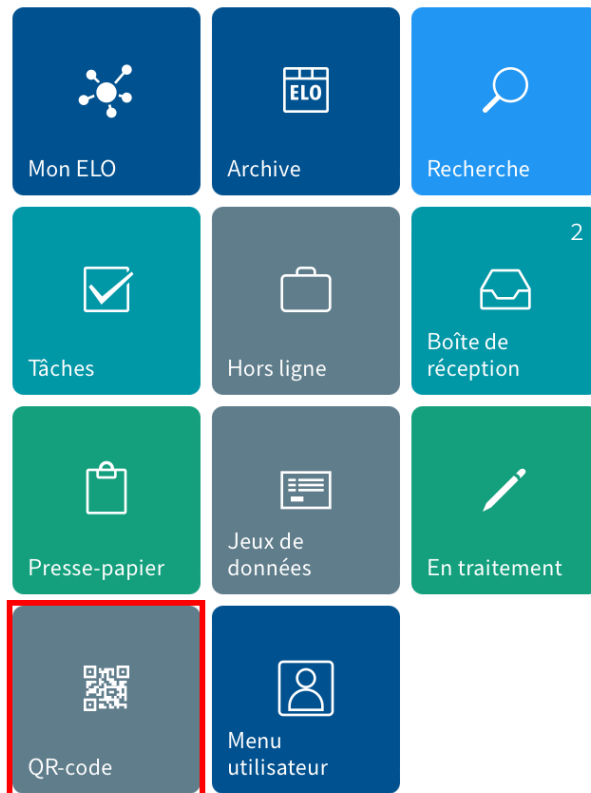 Mon ELO
ELO
Archive
Recherche
Tâches
Hors ligne
2
Boîte de
réception
Presse-papier
Jeux de
données
En traitement
QR-code
Menu
utilisateur